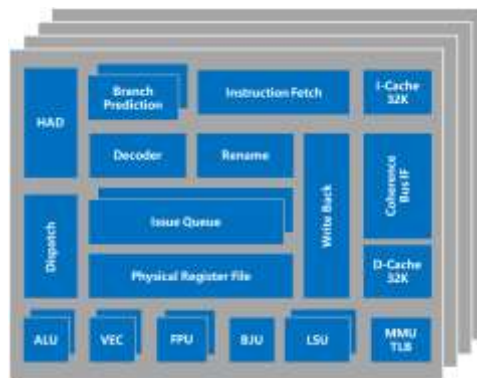 HAD
Branch
Prediction
Instruction Fetch
I-Cache
32K
Decoder
Rename
Write Back
Coherence
Bus IF
Dispatch
Issue Queue
Physical Register File
D-Cache
32K
ALU
VEC
FPU
BJU
LSU
MMU
TLB